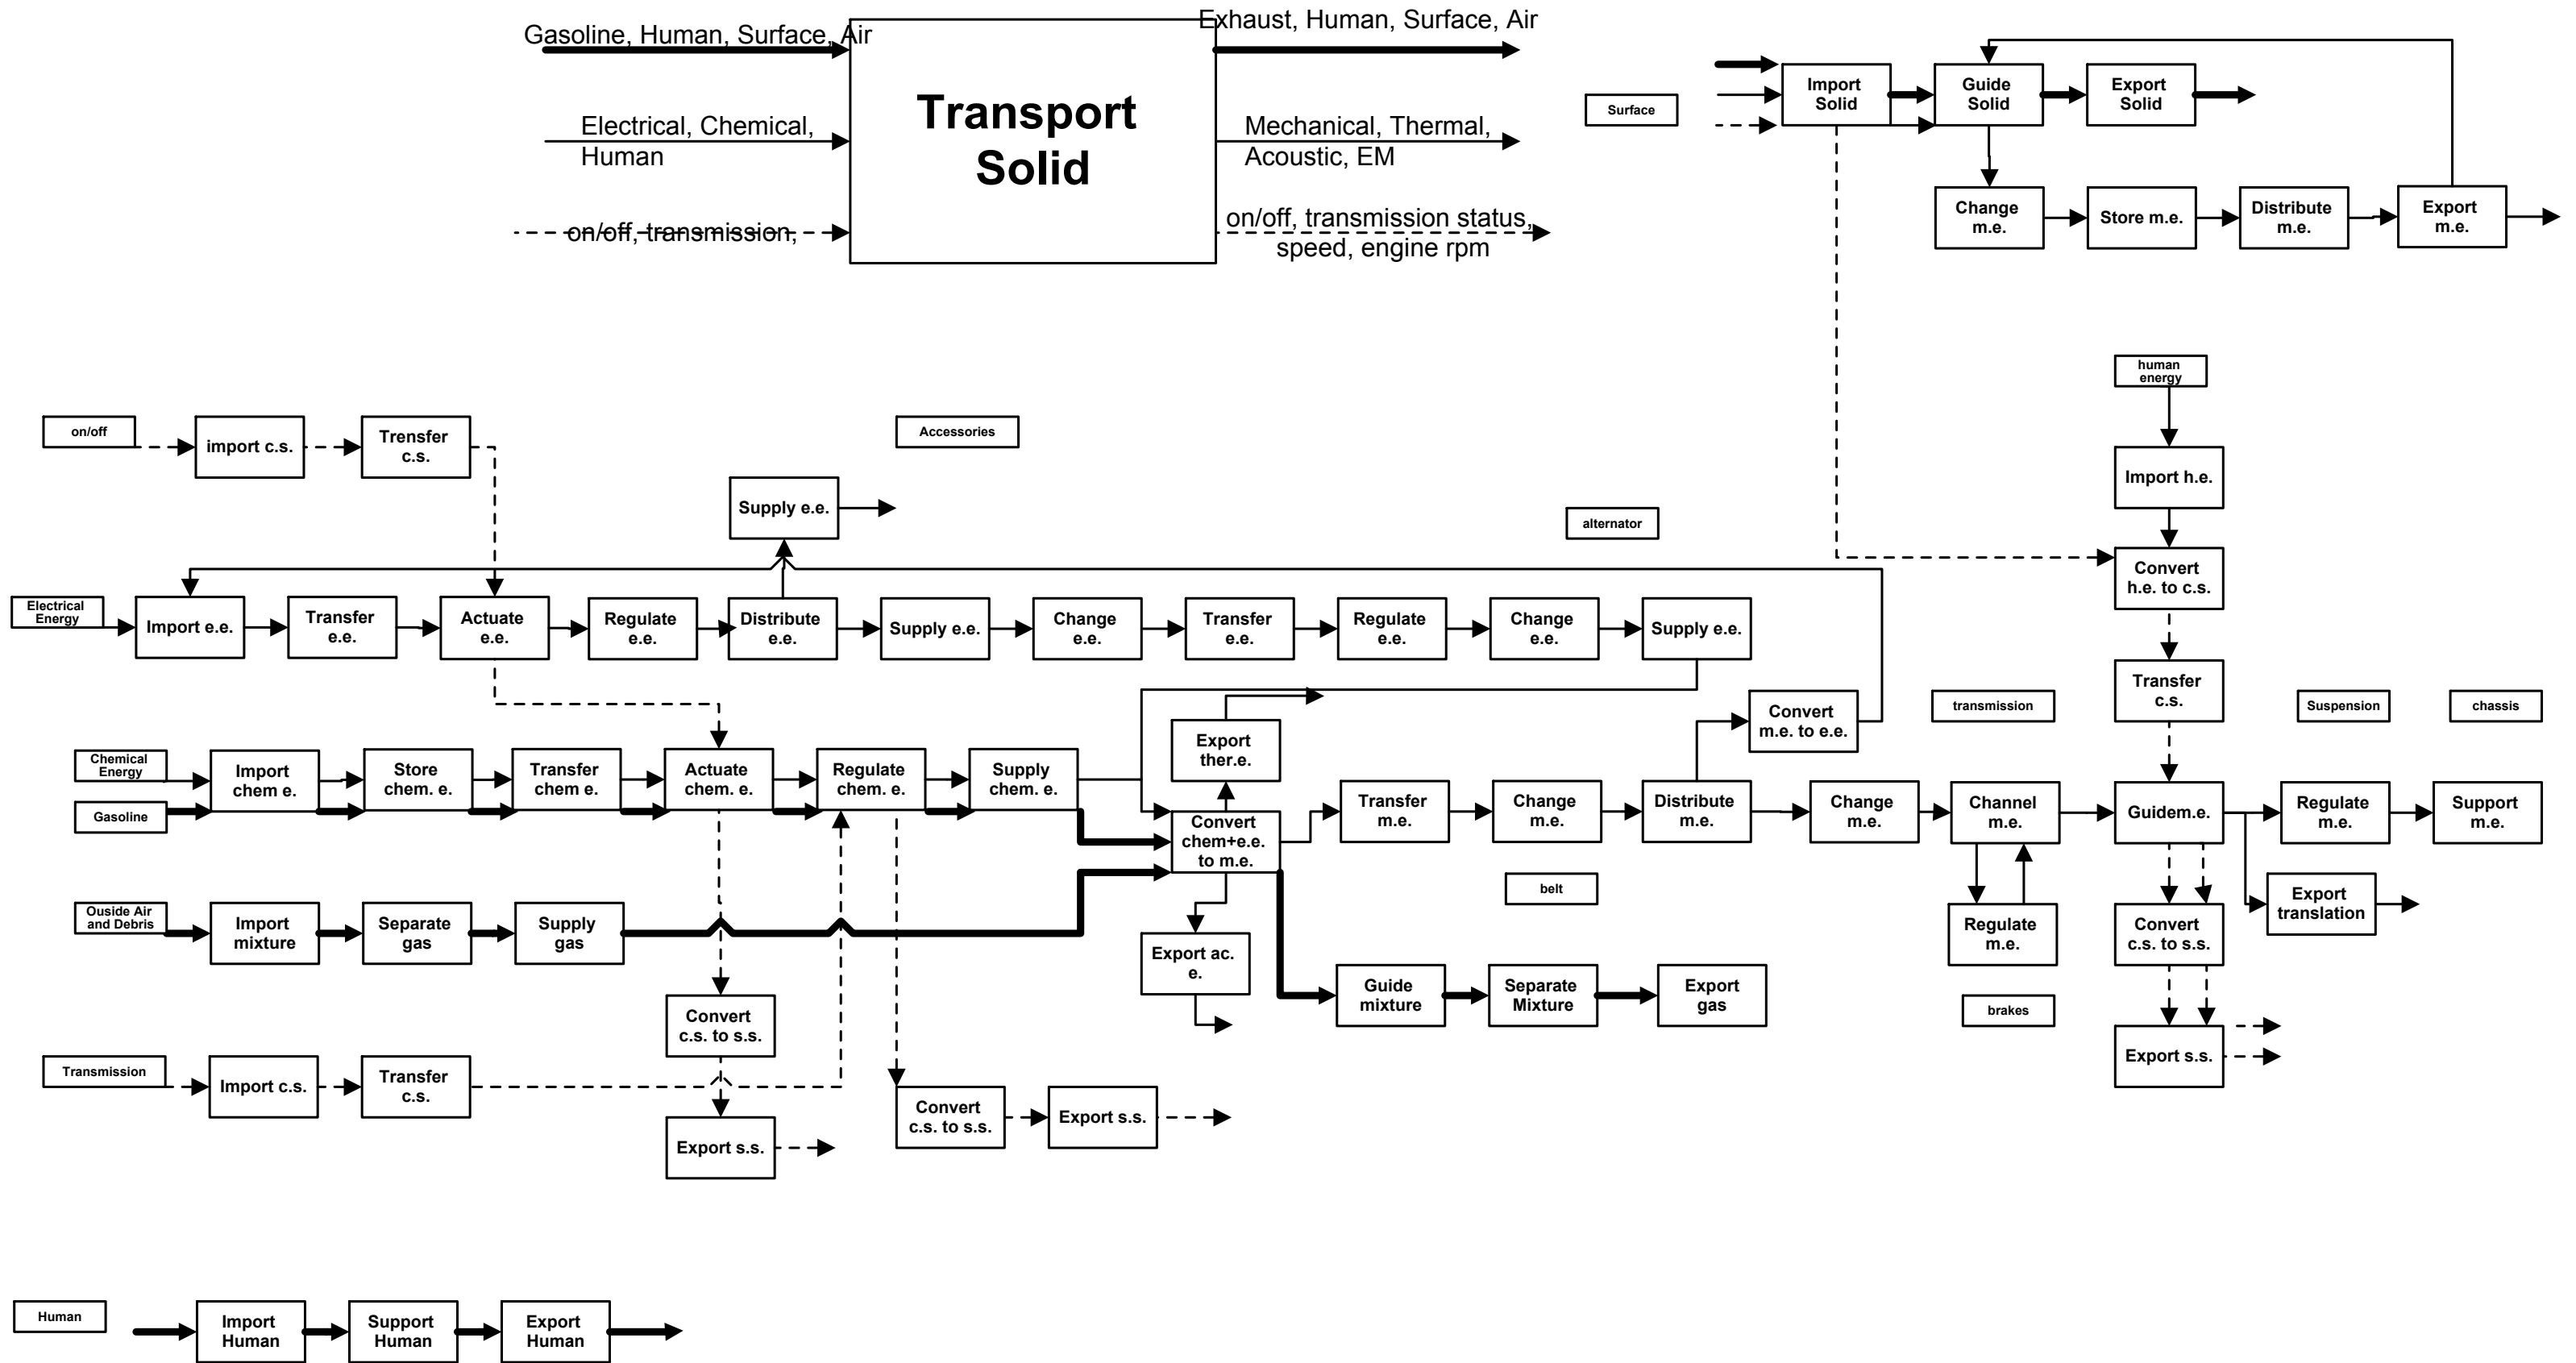 Gasoline, Human, Surface, Air
Exhaust, Human, Surface, Air
Transport
Solid
Electrical, Chemical,
Human
Mechanical, Thermal,
Acoustic, EM
on/off, transmission,
on/off, transmission status,
speed, engine rpm
Surface
Import
Solid
Guide
Solid
Export
Solid
Change
m.e.
Store m.e.
Distribute
m.e.
Export
m.e.
human
energy
Import h.e.
Convert
h.e. to c.s.
Transfer
c.s.
on/off
import c.s.
Trensfer
c.s.
Accessories
Supply e.e.
alternator
Electrical
Energy
Import e.e.
Transfer
e.e.
Actuate
e.e.
Regulate
e.e.
Distribute
e.e.
Supply e.e.
Change
e.e.
Transfer
e.e.
Regulate
e.e.
Change
e.e.
Supply e.e.
Chemical
Energy
Gasoline
Import
chem e.
Store
chem. e.
Transfer
chem e.
Actuate
chem. e.
Regulate
chem. e.
Supply
chem. e.
Export
ther.e.
Convert
chem+e.e.
to m.e.
Transfer
m.e.
Change
m.e.
Distribute
m.e.
Convert
m.e. to e.e.
Change
m.e.
transmission
Channel
m.e.
Guidem.e.
Suspension
Regulate
m.e.
chassis
Support
m.e.
Export
translation
Regulate
m.e.
brakes
Convert
c.s. to s.s.
Export s.s.
belt
Ouside Air
and Debris
Import
mixture
Separate
gas
Supply
gas
Export ac.
e.
Guide
mixture
Separate
Mixture
Export
gas
Convert
c.s. to s.s.
Export s.s.
Transmission
Import c.s.
Transfer
c.s.
Convert
c.s. to s.s.
Export s.s.
Human
Import
Human
Support
Human
Export
Human